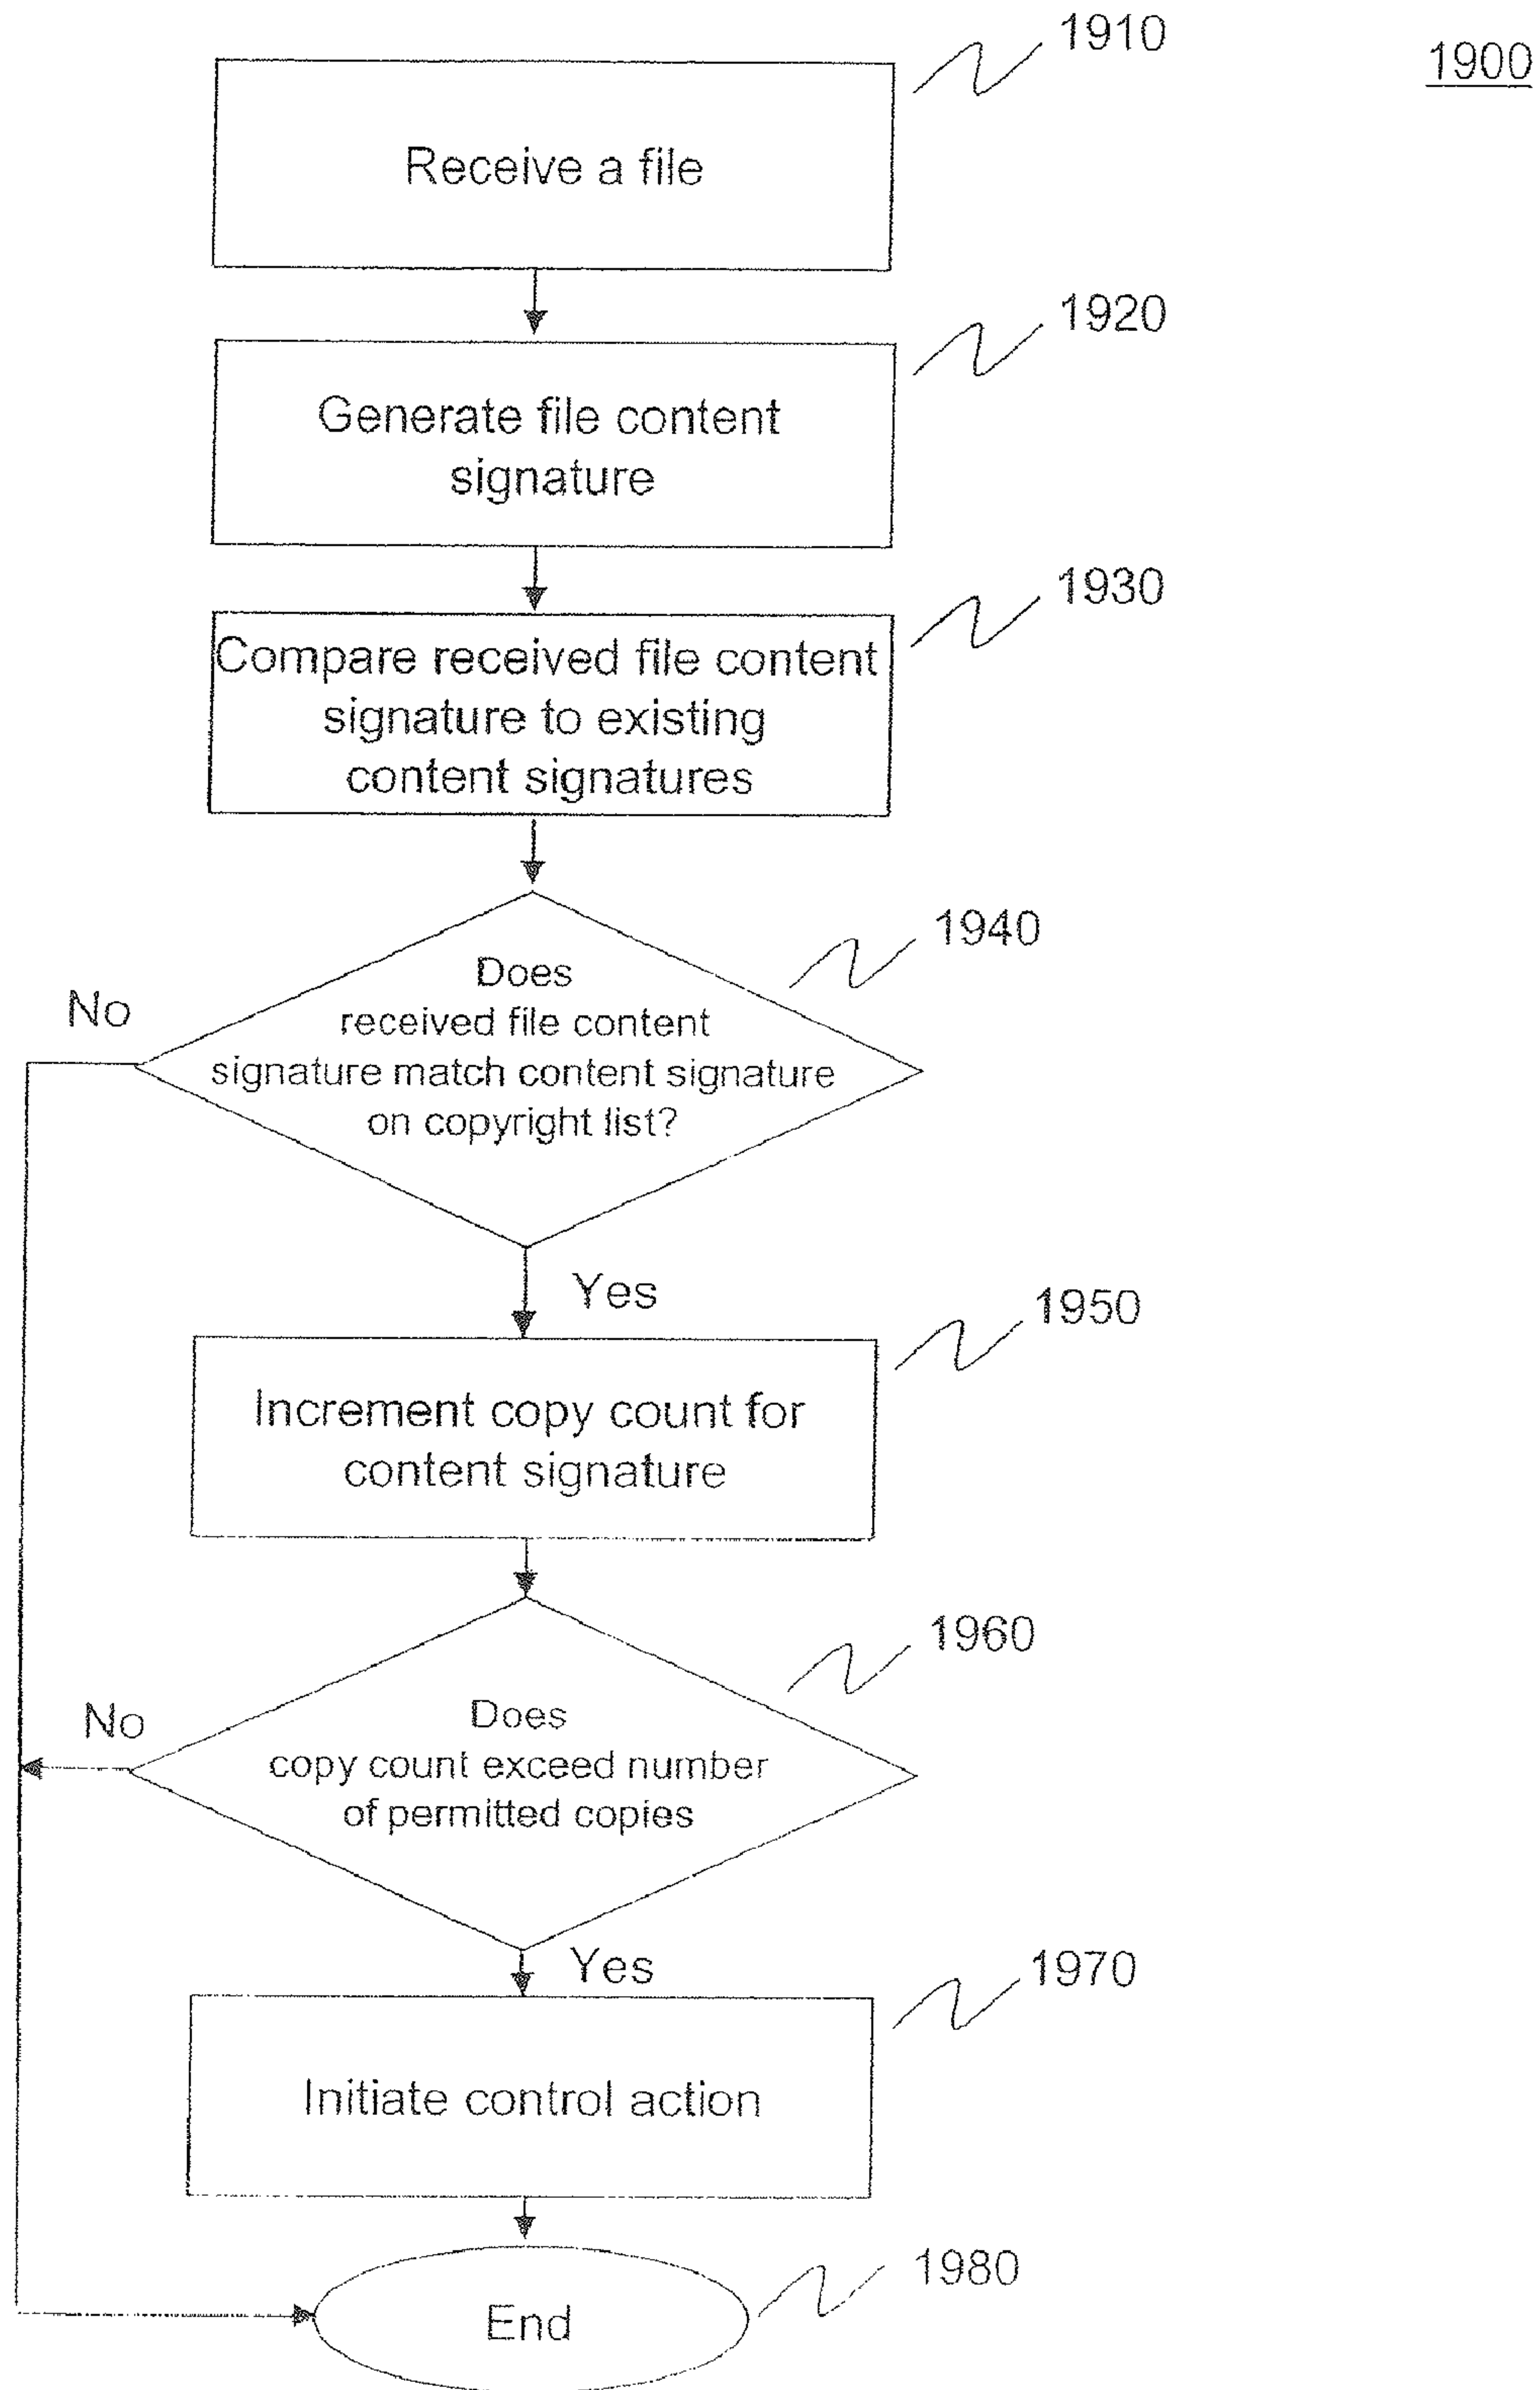 1910
1900
Receive a file
1920
Generate file content
signature
1930
Compare received file content
signature to existing
content signatures
1940
No
Does
received file content
signature match content signature
on copyright list?
Yes
1950
Increment copy count for
content signature
1960
No
Does
copy count exceed number
of permitted copies
Yes
1970
Initiate control action
1980
End